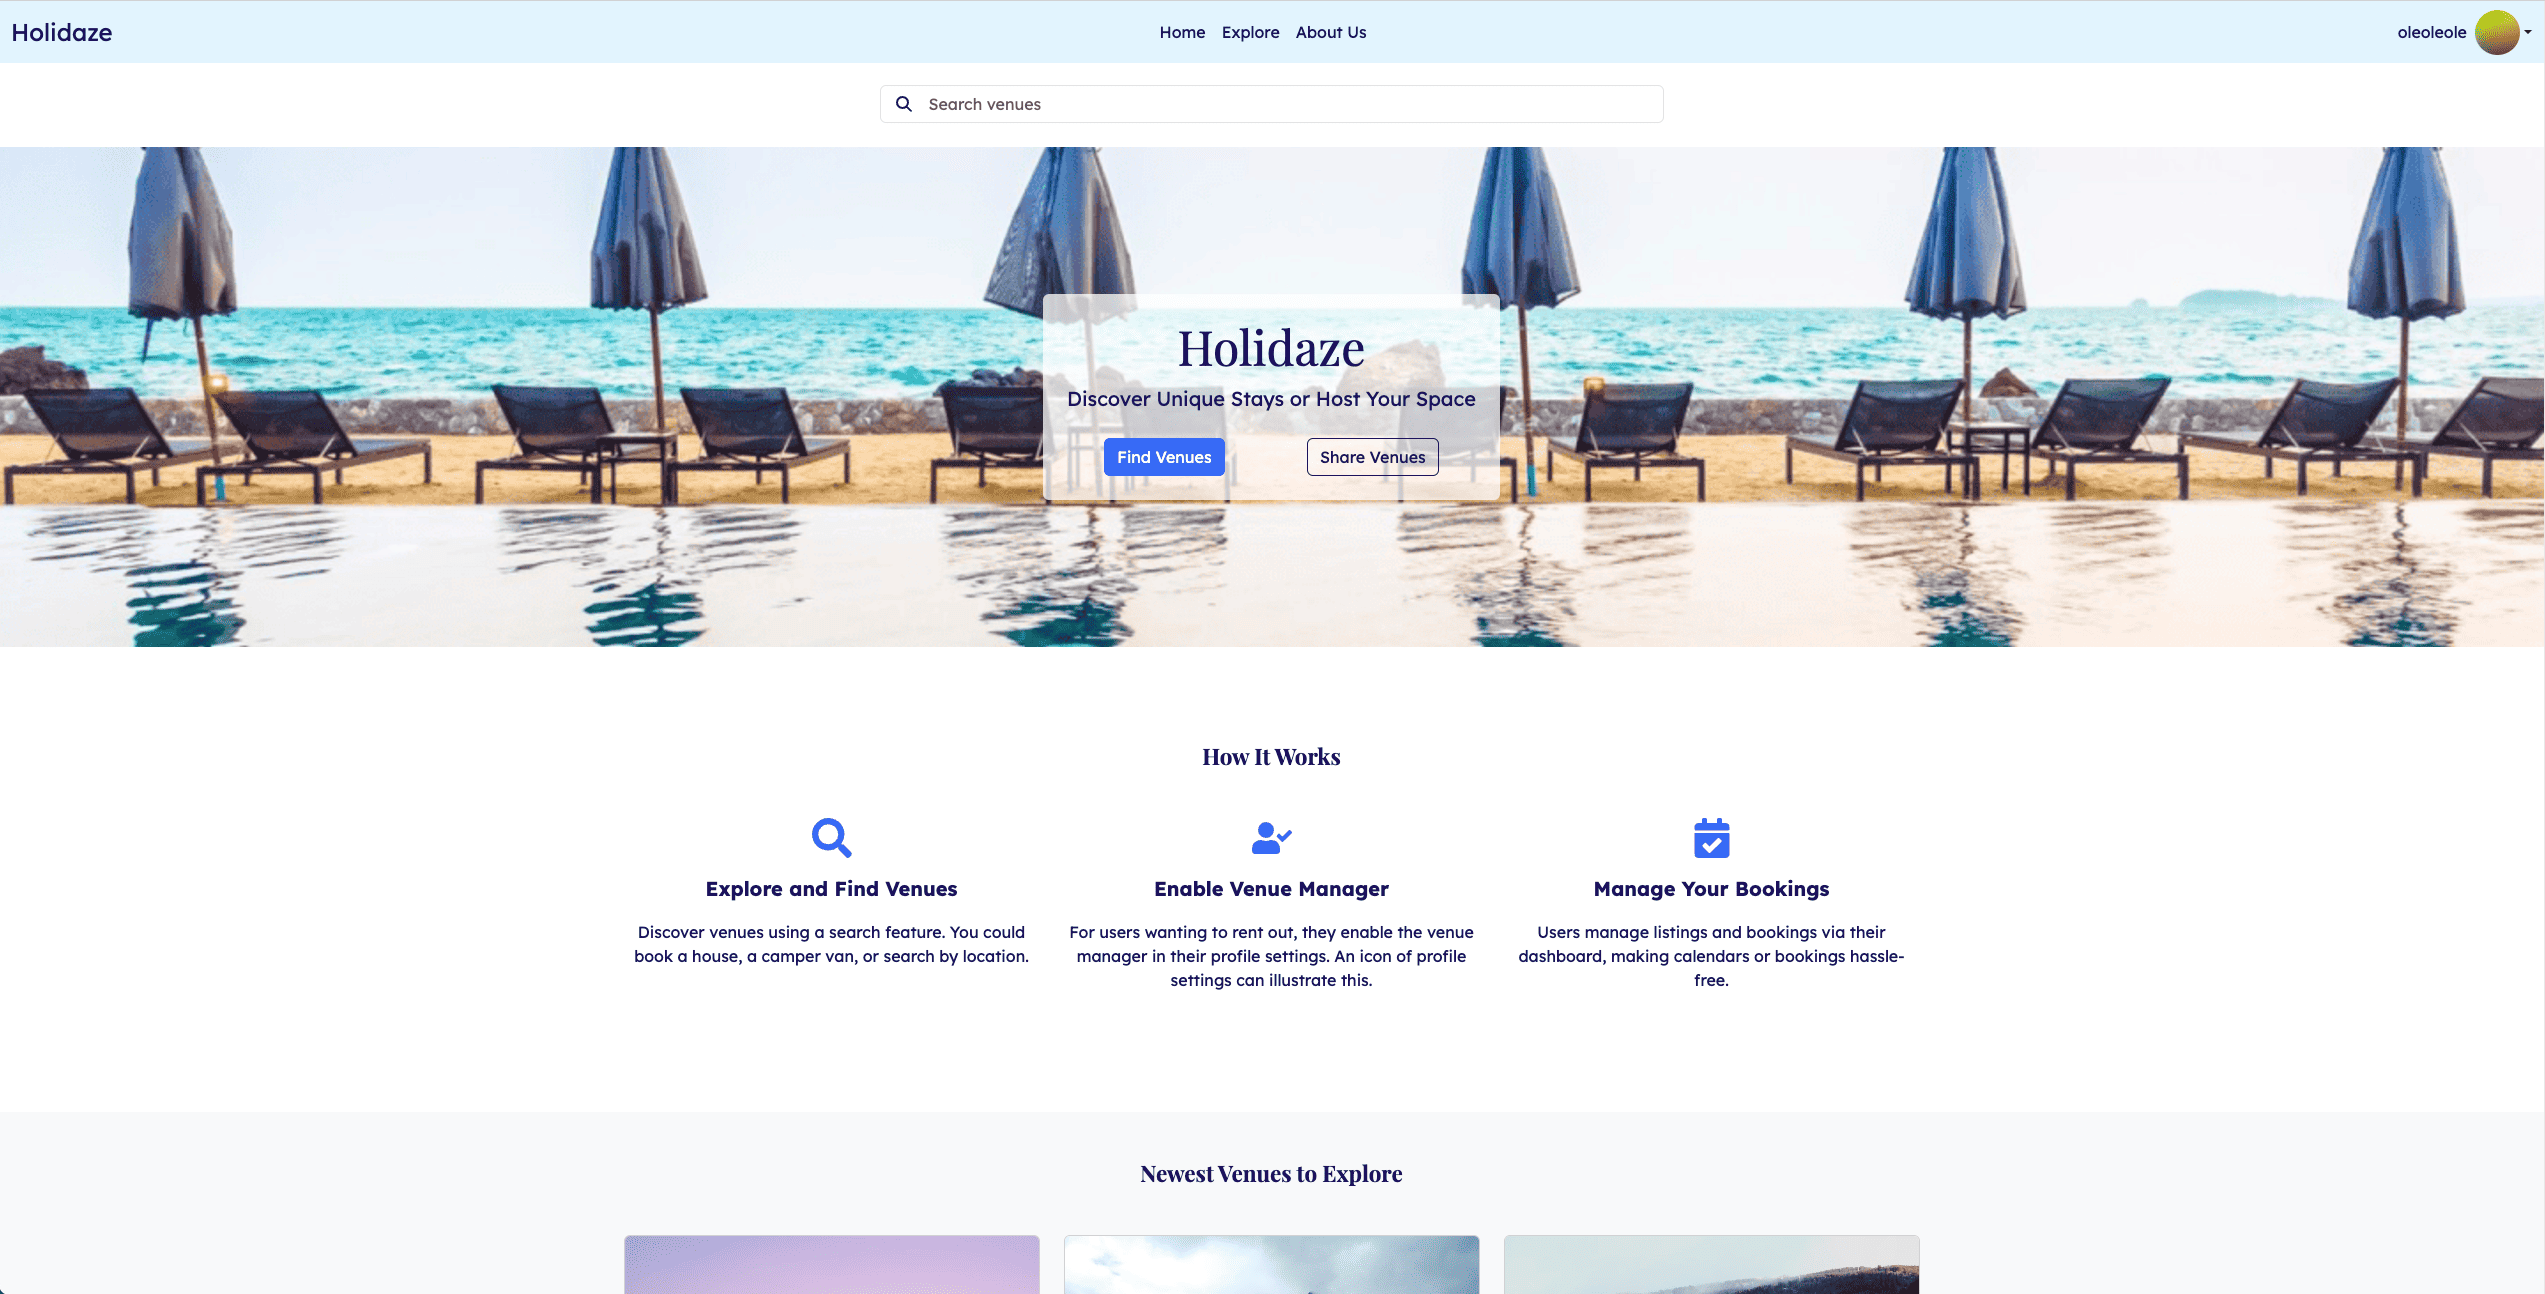 Holidaze
Home Explore About Us
oleoleole
Search venues
Holidaze
Discover Unique Stays or Host Your Space
Find Venues
Share Venues
How It Works
Explore and Find Venues
Discover venues using a search feature. You could
book a house, a camper van, or search by location.
Enable Venue Manager
For users wanting to rent out, they enable the venue
manager in their profile settings. An icon of profile
settings can illustrate this.
Manage Your Bookings
Users manage listings and bookings via their
dashboard, making calendars or bookings hassle-
free.
Newest Venues to Explore